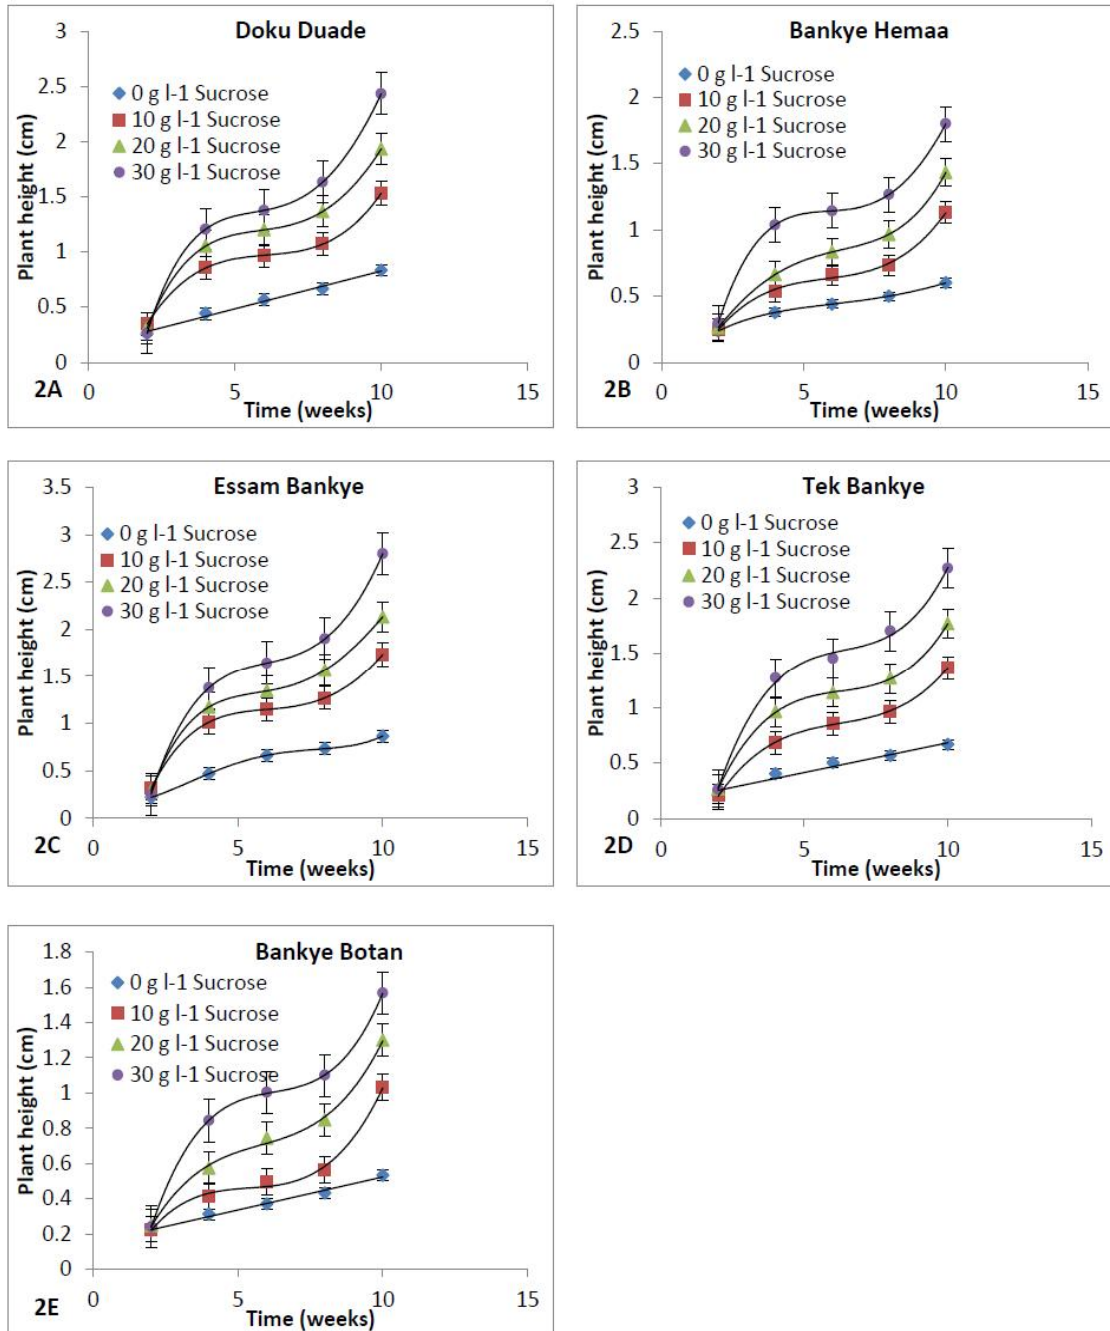 Doku Duade
3
2.5
2
1.5
1
0.5
0
Plant height (cm)
0 g l-1 Sucrose
10 g l-1 Sucrose
20 g l-1 Sucrose
30 g l-1 Sucrose
0 5 10 15
Time (weeks)
2A
Bankye Hemaa
2.5
2
1.5
1
0.5
0
Plant height (cm)
0 g l-1 Sucrose
10 g l-1 Sucrose
20 g l-1 Sucrose
30 g l-1 Sucrose
0 5 10 15
Time (weeks)
2B
Essam Bankye
3.5
3
2.5
2
1.5
1
0.5
0
Plant height (cm)
0 g l-1 Sucrose
10 g l-1 Sucrose
20 g l-1 Sucrose
30 g l-1 Sucrose
0 5 10 15
Time (weeks)
2C
Tek Bankye
3
2.5
2
1.5
1
0.5
0
Plant height (cm)
0 g l-1 Sucrose
10 g l-1 Sucrose
20 g l-1 Sucrose
30 g l-1 Sucrose
0 5 10 15
Time (weeks)
2D
Bankye Botan
1.8
1.6
1.4
1.2
1
0.8
0.6
0.4
0.2
0
Plant height (cm)
0 g l-1 Sucrose
10 g l-1 Sucrose
20 g l-1 Sucrose
30 g l-1 Sucrose
0 5 10 15
Time (weeks)
2E